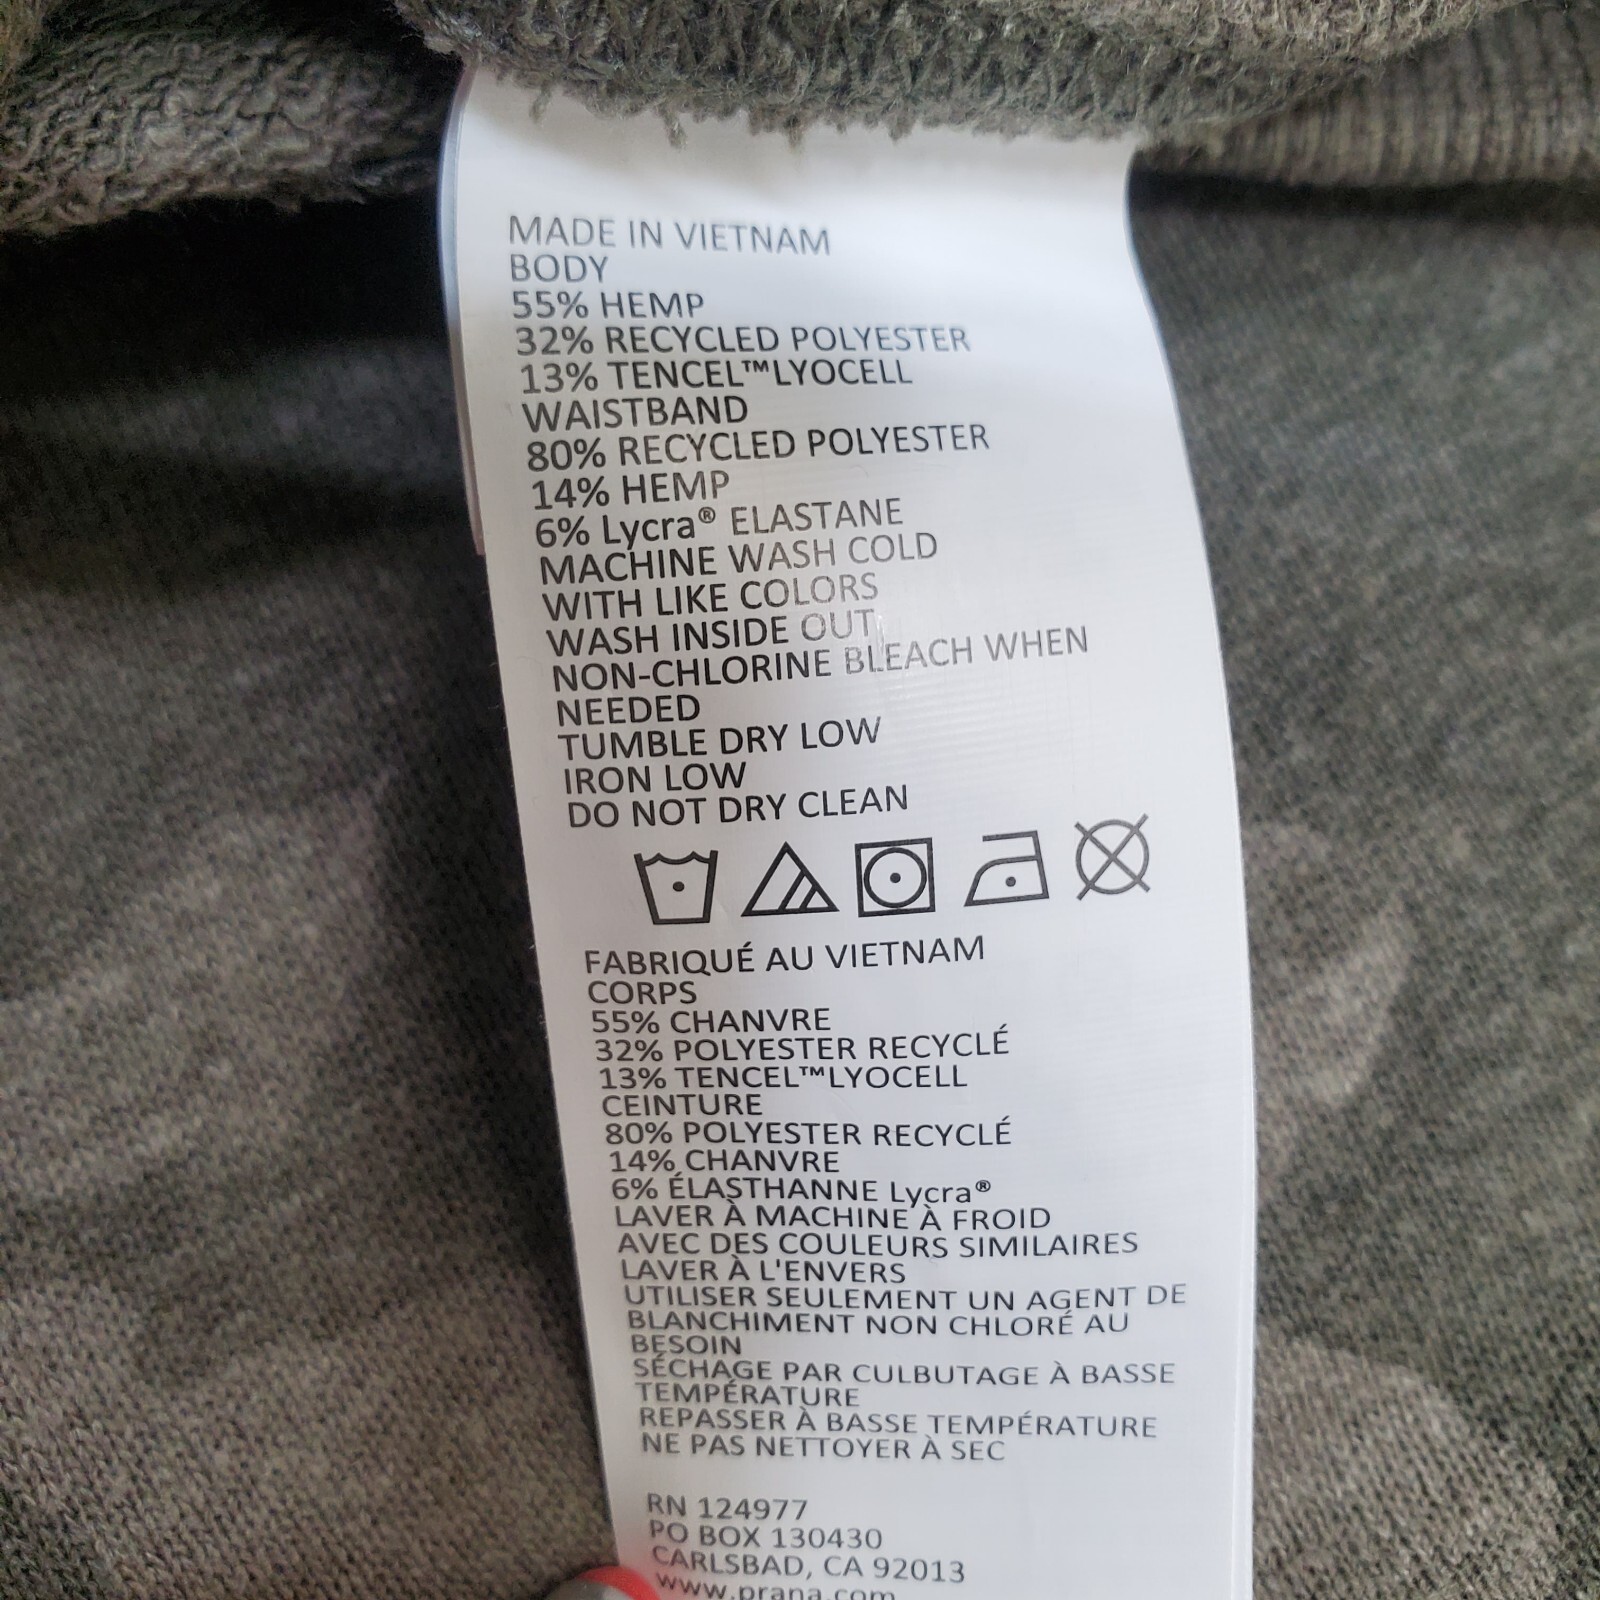 MADE IN VIETNAM
BODY
55% HEMP
32% RECYCLED POLYESTER
13% TENCEL™LYOCELL
WAISTBAND
80% RECYCLED POLYESTER
14% HEMP
6% Lycra® ELASTANE
MACHINE WASH COLD
WITH LIKE COLORS
WASH INSIDE OUT
NON-CHLORINE BLEACH WHEN
NEEDED
TUMBLE DRY LOW
IRON LOW
DO NOT DRY CLEAN
FABRIQUÉ AU VIETNAM
CORPS
55% CHANVRE
32% POLYESTER RECYCLÉ
13% TENCEL™LYOCELL
CEINTURE
80% POLYESTER RECYCLÉ
14% CHANVRE
6% ÉLASTHANNE Lycra®
LAVER À MACHINE À FROID
AVEC DES COULEURS SIMILAIRES
LAVER À L'ENVERS
UTILISER SEULEMENT UN AGENT DE
BLANCHIMENT NON CHLORÉ AU
BESOIN
SÉCHAGE PAR CULBUTAGE À BASSE
TEMPÉRATURE
REPASSER À BASSE TEMPÉRATURE
NE PAS NETTOYER À SEC
RN 124977
PO BOX 130430
CARLSBAD, CA 92013
www.prana.com